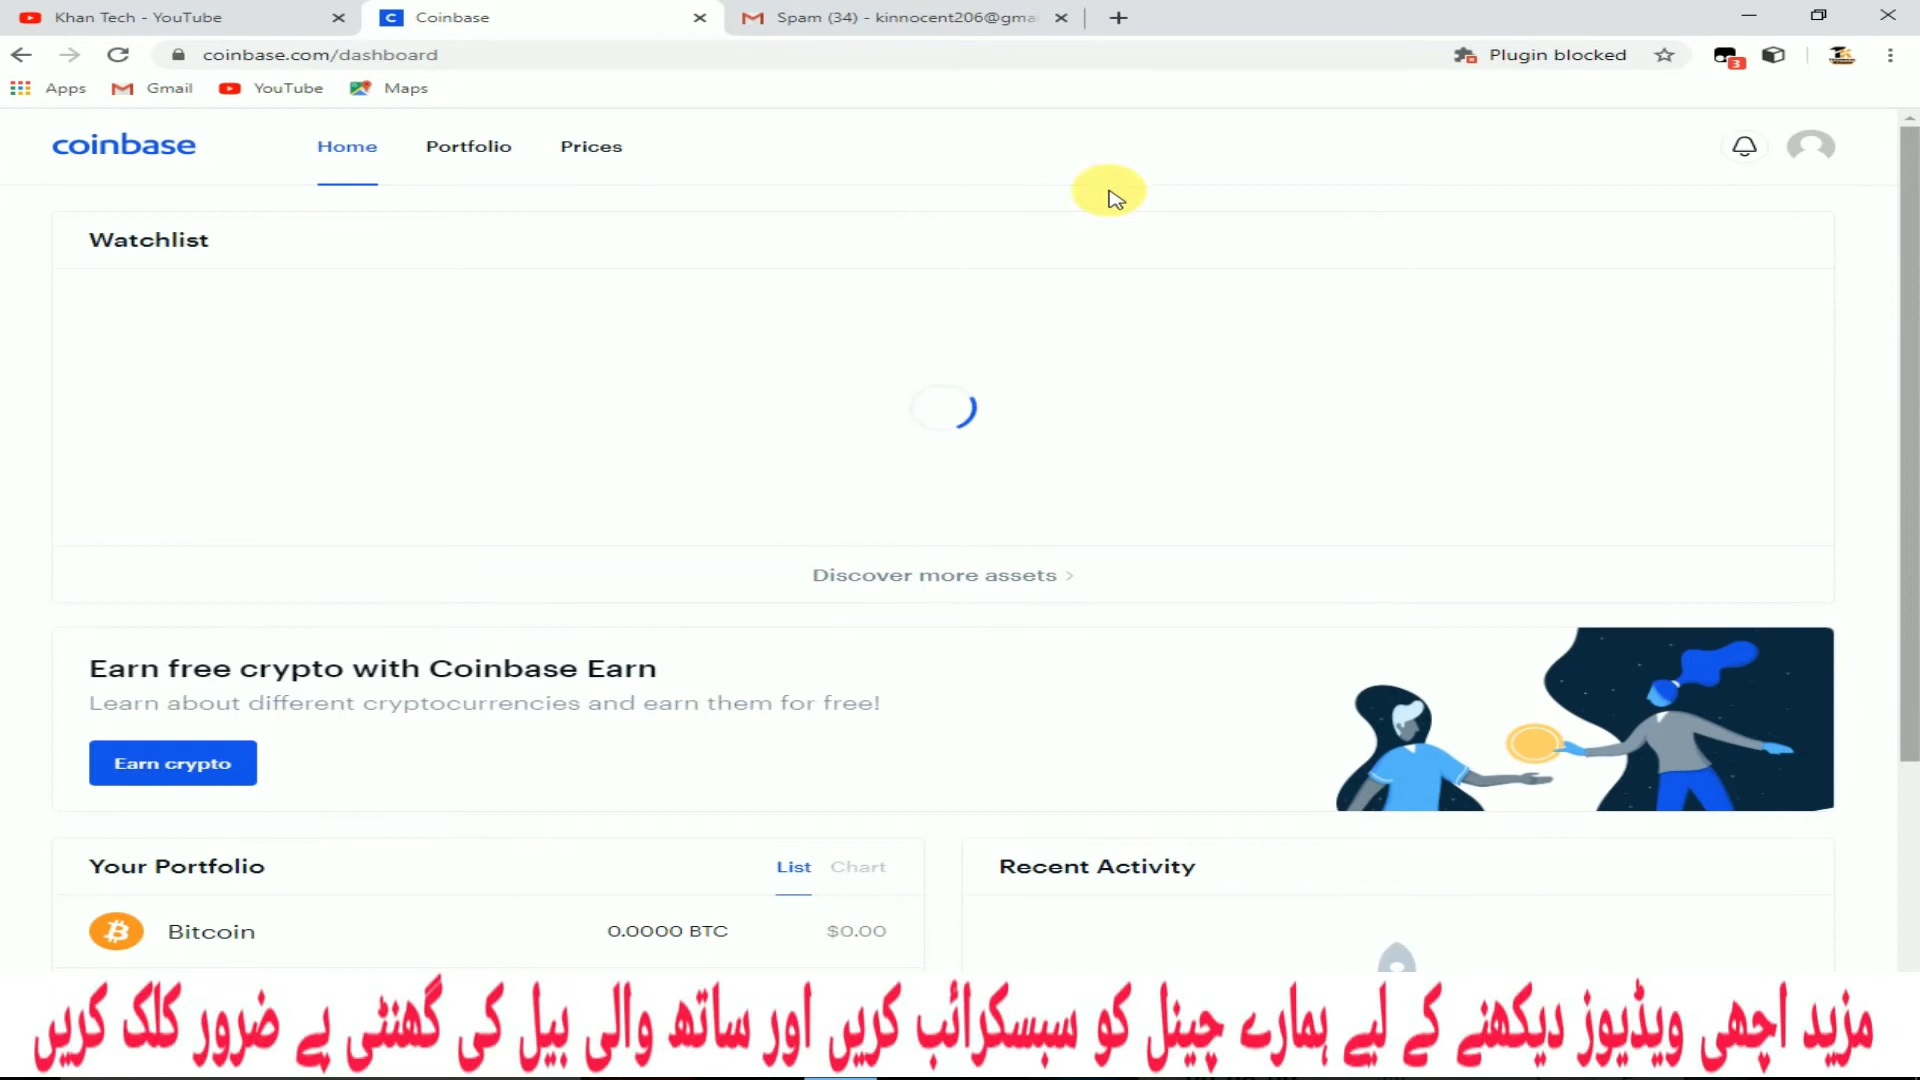 Khan Tech - YouTube
Coinbase
Spam (34) - kinnocent206@gma
coinbase.com/dashboard
Plugin blocked
3
Apps
Gmail
YouTube
Maps
coinbase
Home
Portfolio
Prices
Watchlist
Discover more assets >
Earn free crypto with Coinbase Earn
Learn about different cryptocurrencies and earn them for free!
Earn crypto
Your Portfolio
List
Chart
Bitcoin
0.0000 BTC
$0.00
Recent Activity
مزید اچھی ویڈیوز دیکھنے کے لیے ہمارے چینل کو سبسکرائب کریں اور ساتھ والی بیل کی گھنٹی پے ضرور کلک کریں